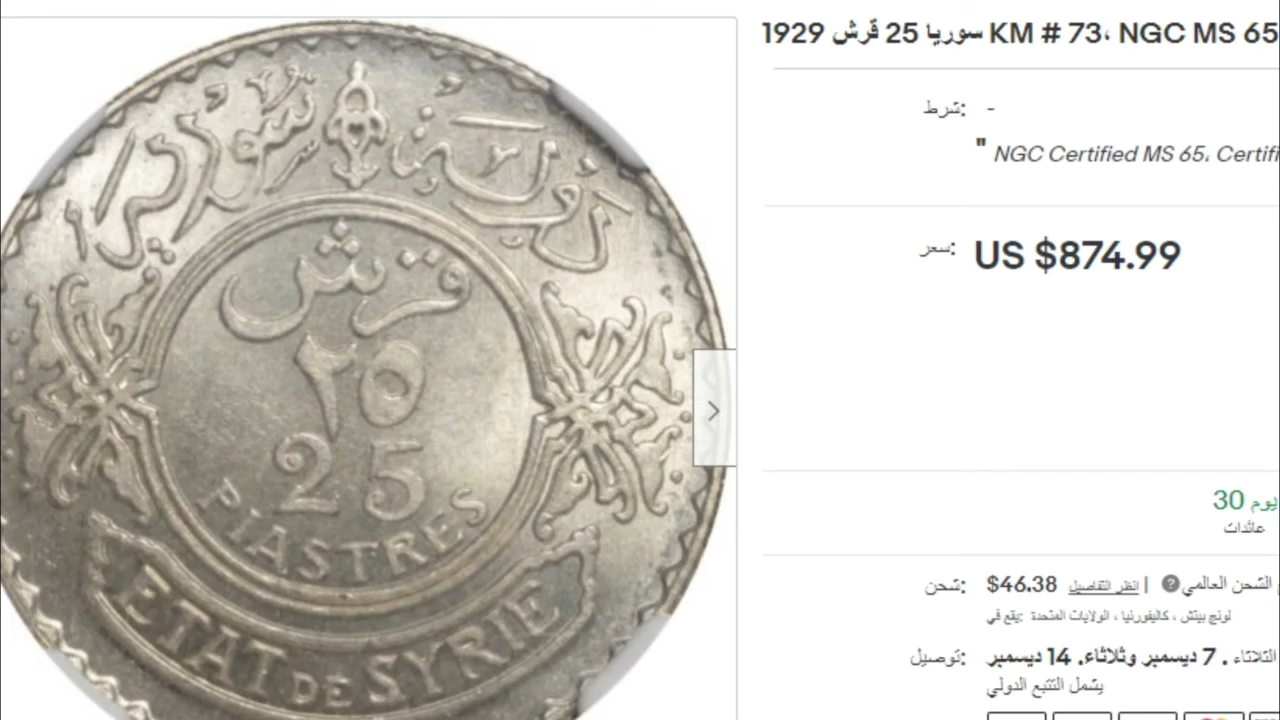 دولة سوريا
قرش
٢٥
25
PIASTRES
ETAT DE SYRIE
سوريا 25 قرش 1929 KM # 73، NGC MS 65
شرط: -
" NGC Certified MS 65، Certifi
سعر: US $874.99
30 يوم
عائدات
شحن: $46.38 الشحن العالمي | انظر التفاصيل
يقع في: لونج بيتش ، كاليفورنيا ، الولايات المتحدة
توصيل: الثلاثاء . 7 ديسمبر وثلاثاء. 14 ديسمبر
يشمل التتبع الدولي